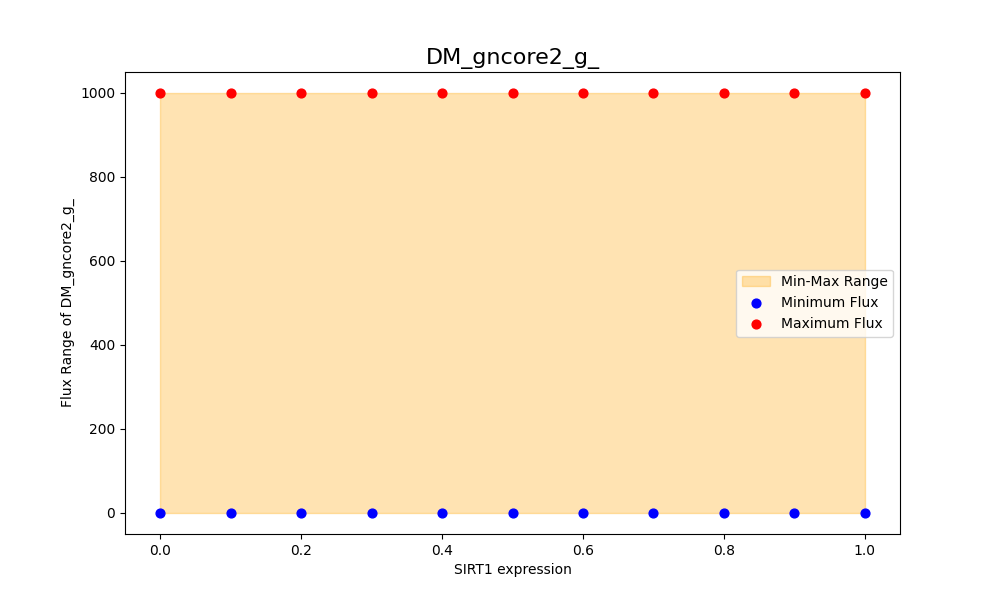 DM_gncore2_g_
Flux Range of DM_gncore2_g_
1000
800
600
400
200
0
Min-Max Range
Minimum Flux
Maximum Flux
0.0
0.2
0.4
0.6
0.8
1.0
SIRT1 expression